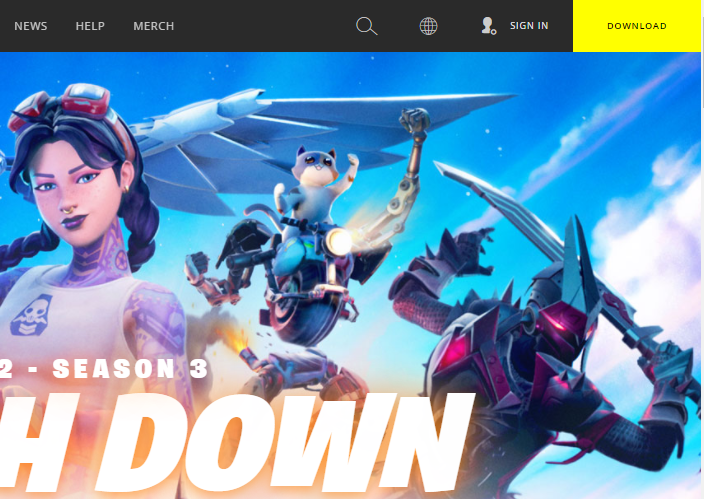 NEWS HELP MERCH SIGN IN DOWNLOAD
2 - SEASON 3
H DOWN